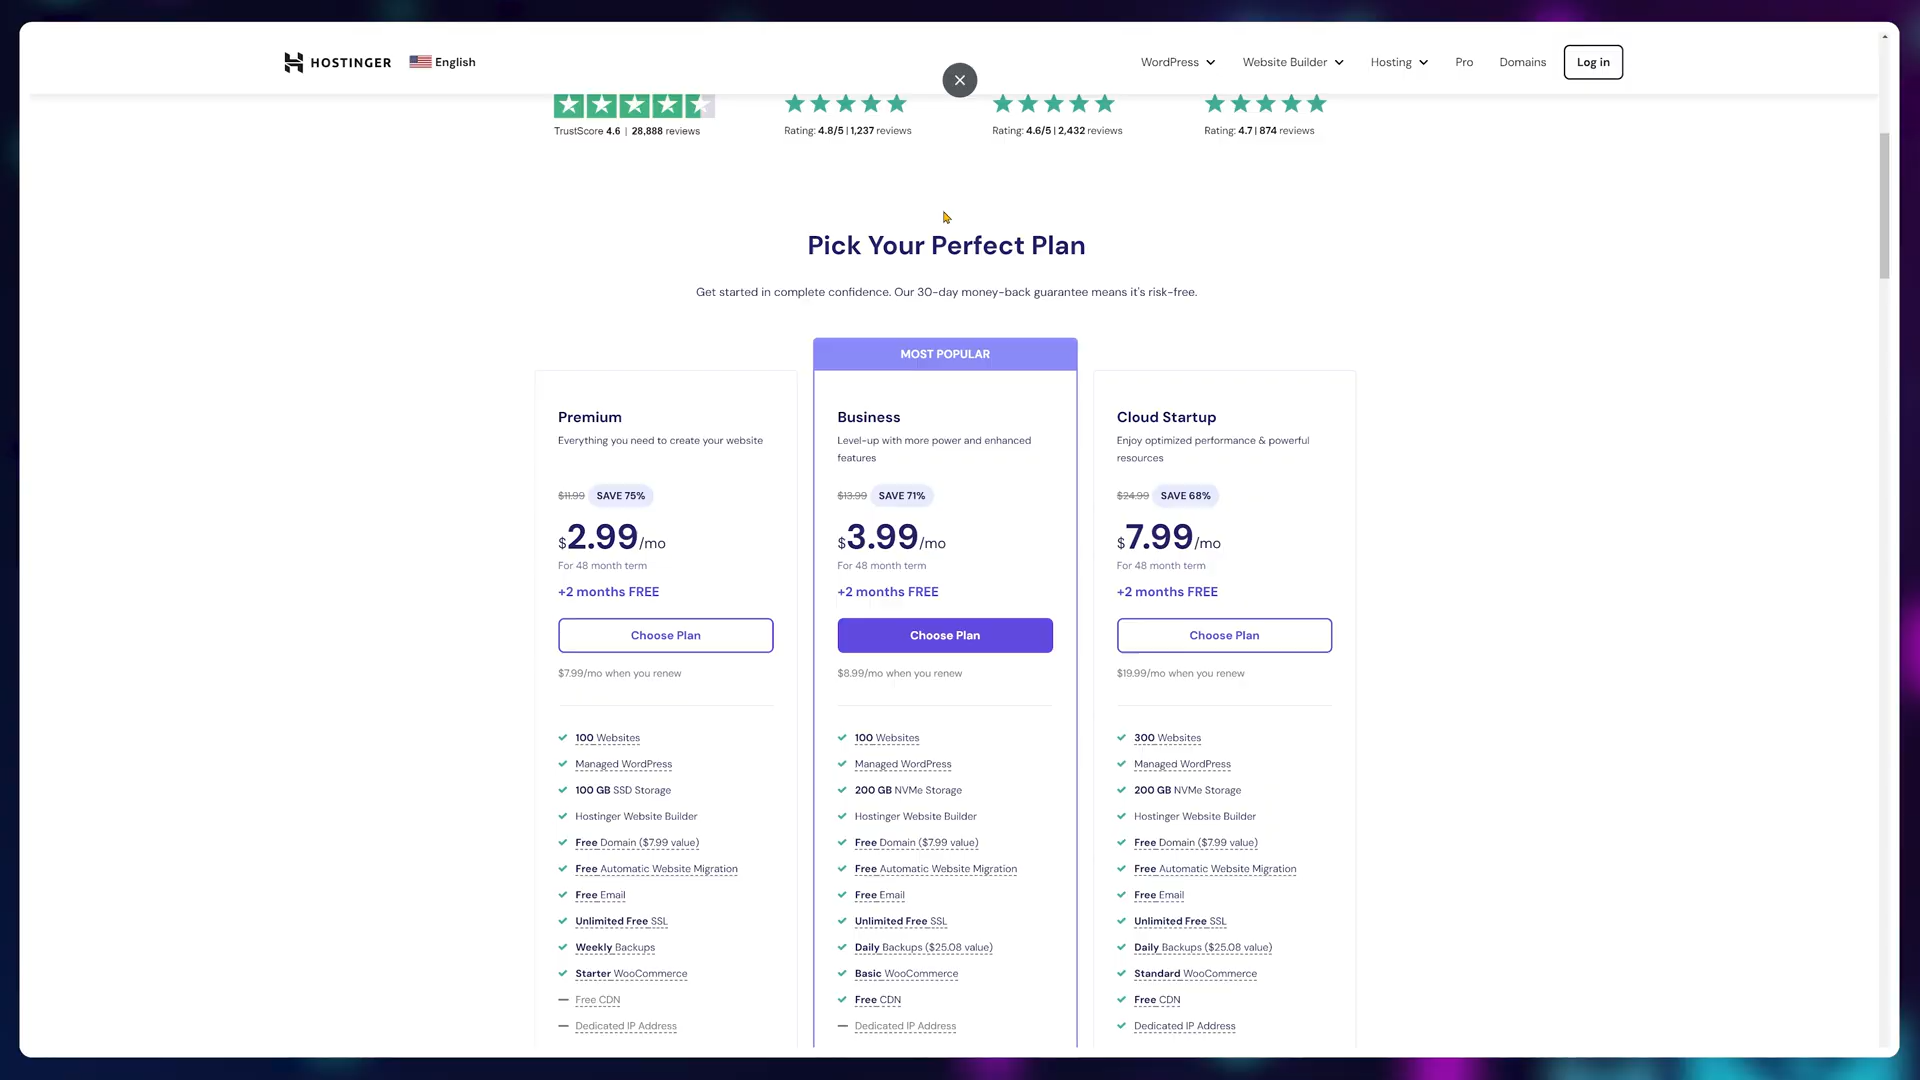 HOSTINGER
English
WordPress
Website Builder
Hosting
Pro
Domains
Log in
TrustScore 4.6 | 28,888 reviews
Rating: 4.8/5 | 1,237 reviews
Rating: 4.6/5 | 2,432 reviews
Rating: 4.7 | 874 reviews
Pick Your Perfect Plan
Get started in complete confidence. Our 30-day money-back guarantee means it's risk-free.
MOST POPULAR
Premium
Everything you need to create your website
$11.99 SAVE 75%
$2.99/mo
For 48 month term
+2 months FREE
Choose Plan
$7.99/mo when you renew
100 Websites
Managed WordPress
100 GB SSD Storage
Hostinger Website Builder
Free Domain ($7.99 value)
Free Automatic Website Migration
Free Email
Unlimited Free SSL
Weekly Backups
Starter WooCommerce
Free CDN
Dedicated IP Address
Business
Level-up with more power and enhanced
features
$13.99 SAVE 71%
$3.99/mo
For 48 month term
+2 months FREE
Choose Plan
$8.99/mo when you renew
100 Websites
Managed WordPress
200 GB NVMe Storage
Hostinger Website Builder
Free Domain ($7.99 value)
Free Automatic Website Migration
Free Email
Unlimited Free SSL
Daily Backups ($25.08 value)
Basic WooCommerce
Free CDN
Dedicated IP Address
Cloud Startup
Enjoy optimized performance & powerful
resources
$24.99 SAVE 68%
$7.99/mo
For 48 month term
+2 months FREE
Choose Plan
$19.99/mo when you renew
300 Websites
Managed WordPress
200 GB NVMe Storage
Hostinger Website Builder
Free Domain ($7.99 value)
Free Automatic Website Migration
Free Email
Unlimited Free SSL
Daily Backups ($25.08 value)
Standard WooCommerce
Free CDN
Dedicated IP Address